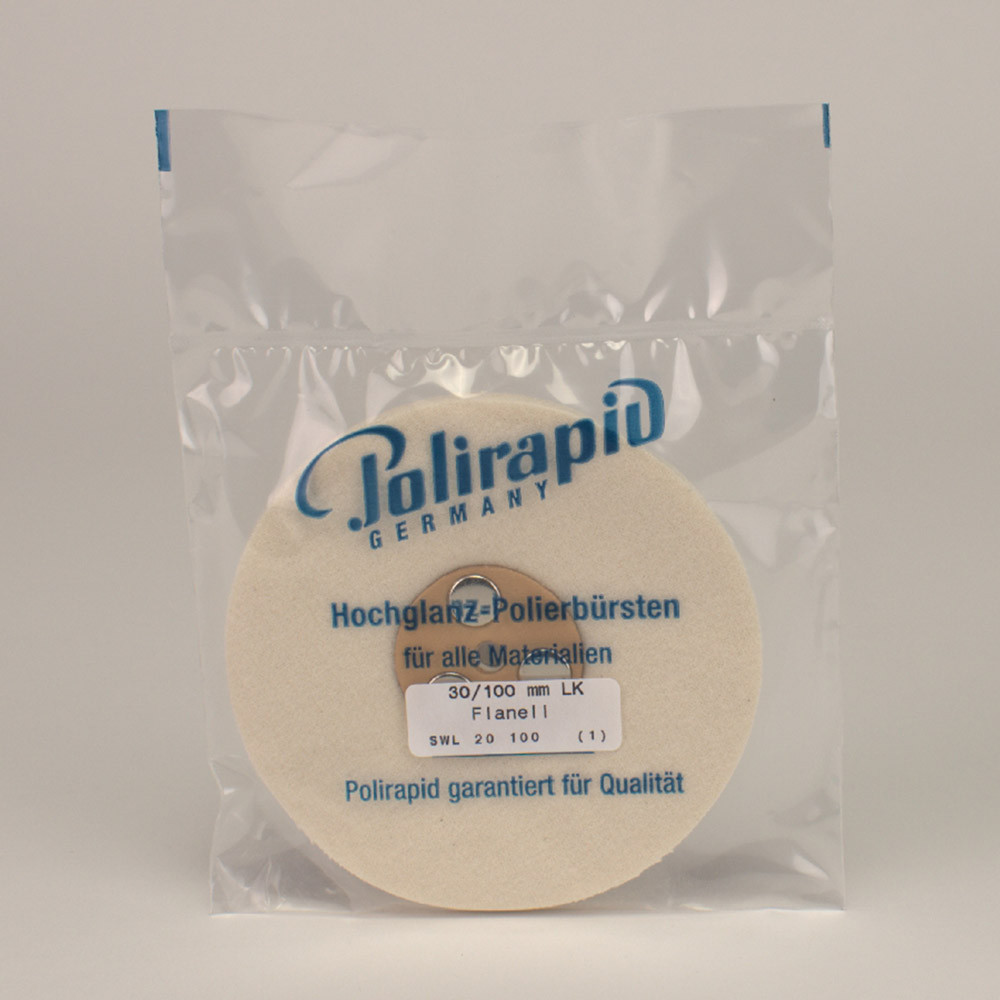 Polirapid
GERMANY
Hochglanz-Polierbürsten
für alle Materialien
30/100 mm LK
Flanell
SWL 20 100 (1)
Polirapid garantiert für Qualität